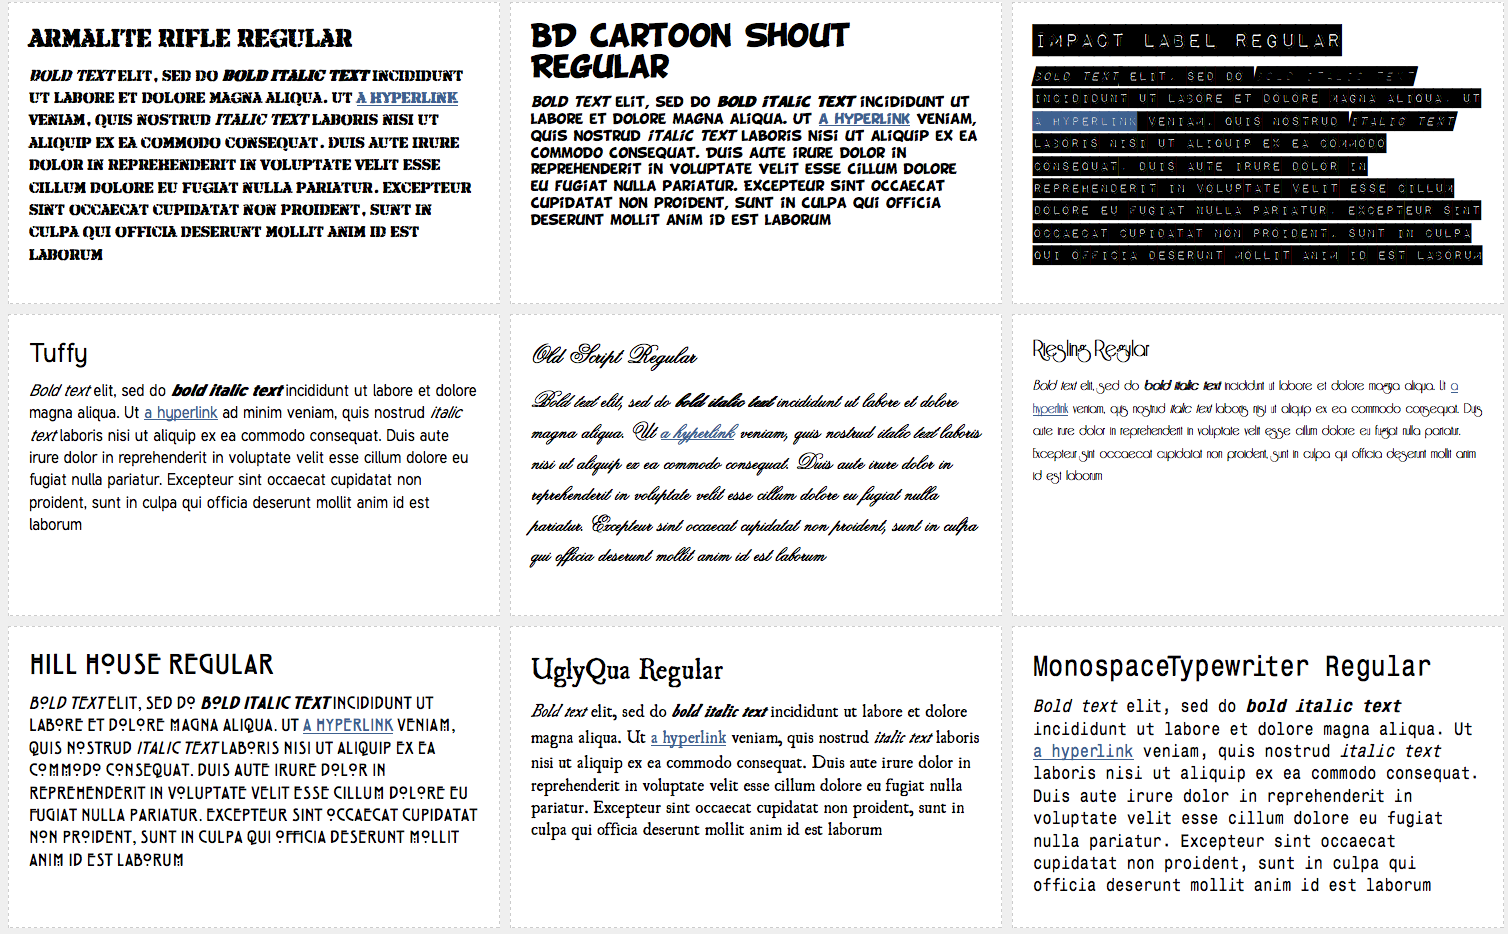 ARMALITE RIFLE REGULAR
BOLD TEXT ELIT, SED DO BOLD ITALIC TEXT INCIDIDUNT
UT LABORE ET DOLORE MAGNA ALIQUA. UT A HYPERLINK
VENIAM, QUIS NOSTRUD ITALIC TEXT LABORIS NISI UT
ALIQUIP EX EA COMMODO CONSEQUAT. DUIS AUTE IRURE
DOLOR IN REPREHENDERIT IN VOLUPTATE VELIT ESSE
CILLUM DOLORE EU FUGIAT NULLA PARIATUR. EXCEPTEUR
SINT OCCAECAT CUPIDATAT NON PROIDENT, SUNT IN
CULPA QUI OFFICIA DESERUNT MOLLIT ANIM ID EST
LABORUM
BD CARTOON SHOUT
REGULAR
BOLD TEXT ELIT, SED DO BOLD ITALIC TEXT INCIDIDUNT UT
LABORE ET DOLORE MAGNA ALIQUA. UT A HYPERLINK VENIAM,
QUIS NOSTRUD ITALIC TEXT LABORIS NISI UT ALIQUIP EX EA
COMMODO CONSEQUAT. DUIS AUTE IRURE DOLOR IN
REPREHENDERIT IN VOLUPTATE VELIT ESSE CILLUM DOLORE
EU FUGIAT NULLA PARIATUR. EXCEPTEUR SINT OCCAECAT
CUPIDATAT NON PROIDENT, SUNT IN CULPA QUI OFFICIA
DESERUNT MOLLIT ANIM ID EST LABORUM
IMPACT LABEL REGULAR
BOLD TEXT ELIT, SED DO BOLD ITALIC TEXT
INCIDIDUNT UT LABORE ET DOLORE MAGNA ALIQUA. UT
A HYPERLINK VENIAM, QUIS NOSTRUD ITALIC TEXT
LABORIS NISI UT ALIQUIP EX EA COMMODO
CONSEQUAT. DUIS AUTE IRURE DOLOR IN
REPREHENDERIT IN VOLUPTATE VELIT ESSE CILLUM
DOLORE EU FUGIAT NULLA PARIATUR. EXCEPTEUR SINT
OCCAECAT CUPIDATAT NON PROIDENT, SUNT IN CULPA
QUI OFFICIA DESERUNT MOLLIT ANIM ID EST LABORUM
Tuffy
Bold text elit, sed do bold italic text incididunt ut labore et dolore
magna aliqua. Ut a hyperlink ad minim veniam, quis nostrud italic
text laboris nisi ut aliquip ex ea commodo consequat. Duis aute
irure dolor in reprehenderit in voluptate velit esse cillum dolore eu
fugiat nulla pariatur. Excepteur sint occaecat cupidatat non
proident, sunt in culpa qui officia deserunt mollit anim id est
laborum
Old Script Regular
Bold text elit, sed do bold italic text incididunt ut labore et dolore
magna aliqua. Ut a hyperlink veniam, quis nostrud italic text laboris
nisi ut aliquip ex ea commodo consequat. Duis aute irure dolor in
reprehenderit in voluptate velit esse cillum dolore eu fugiat nulla
pariatur. Excepteur sint occaecat cupidatat non proident, sunt in culpa
qui officia deserunt mollit anim id est laborum
Riesling Regular
Bold text elit, sed do bold italic text incididunt ut labore et dolore magna aliqua. Ut a
hyperlink veniam, quis nostrud italic text laboris nisi ut aliquip ex ea commodo consequat. Duis
aute irure dolor in reprehenderit in voluptate velit esse cillum dolore eu fugiat nulla pariatur.
Excepteur sint occaecat cupidatat non proident, sunt in culpa qui officia deserunt mollit anim
id est laborum
HILL HOUSE REGULAR
BOLD TEXT ELIT, SED DO BOLD ITALIC TEXT INCIDIDUNT UT
LABORE ET DOLORE MAGNA ALIQUA. UT A HYPERLINK VENIAM,
QUIS NOSTRUD ITALIC TEXT LABORIS NISI UT ALIQUIP EX EA
COMMODO CONSEQUAT. DUIS AUTE IRURE DOLOR IN
REPREHENDERIT IN VOLUPTATE VELIT ESSE CILLUM DOLORE EU
FUGIAT NULLA PARIATUR. EXCEPTEUR SINT OCCAECAT CUPIDATAT
NON PROIDENT, SUNT IN CULPA QUI OFFICIA DESERUNT MOLLIT
ANIM ID EST LABORUM
UglyQua Regular
Bold text elit, sed do bold italic text incididunt ut labore et dolore
magna aliqua. Ut a hyperlink veniam, quis nostrud italic text laboris
nisi ut aliquip ex ea commodo consequat. Duis aute irure dolor in
reprehenderit in voluptate velit esse cillum dolore eu fugiat nulla
pariatur. Excepteur sint occaecat cupidatat non proident, sunt in
culpa qui officia deserunt mollit anim id est laborum
MonospaceTypewriter Regular
Bold text elit, sed do bold italic text
incididunt ut labore et dolore magna aliqua. Ut
a hyperlink veniam, quis nostrud italic text
laboris nisi ut aliquip ex ea commodo consequat.
Duis aute irure dolor in reprehenderit in
voluptate velit esse cillum dolore eu fugiat
nulla pariatur. Excepteur sint occaecat
cupidatat non proident, sunt in culpa qui
officia deserunt mollit anim id est laborum